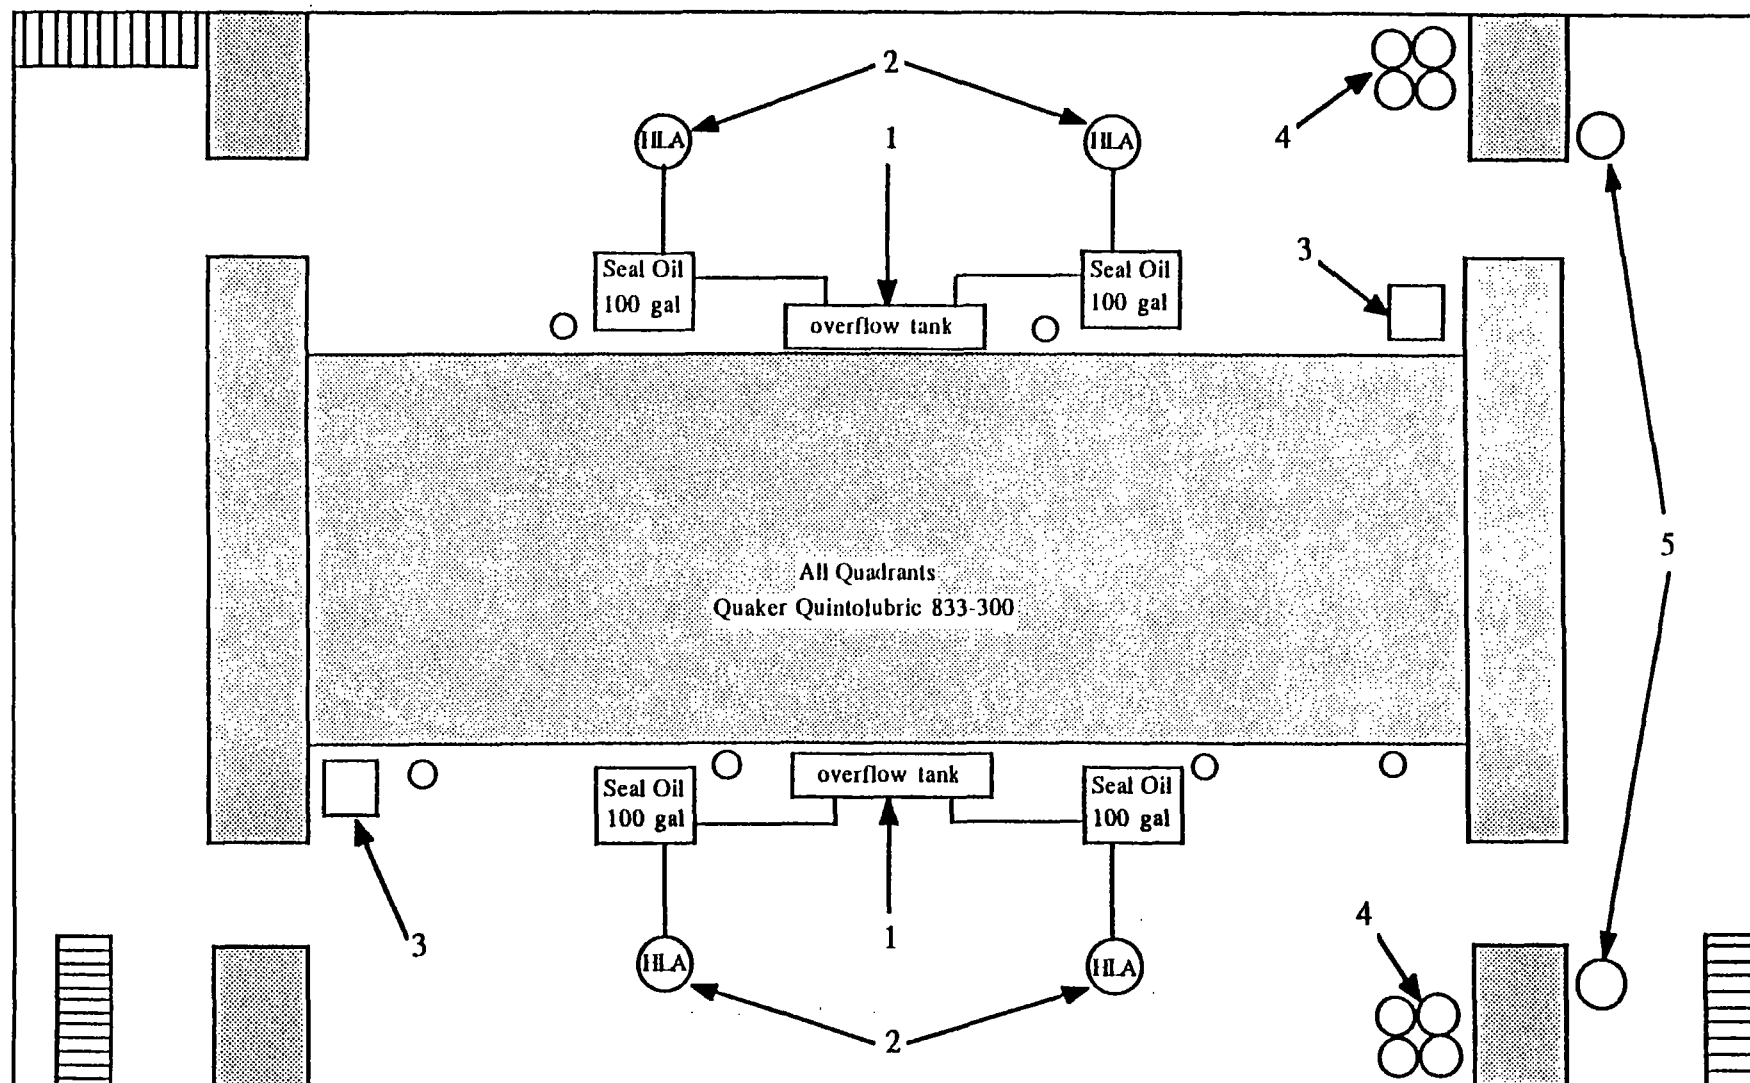 2
HLA
1
HLA
4
3
Seal Oil
100 gal
Seal Oil
100 gal
overflow tank
5
All Quadrants
Quaker Quintolubric 833-300
overflow tank
Seal Oil
100 gal
Seal Oil
100 gal
3
1
4
HLA
HLA
2